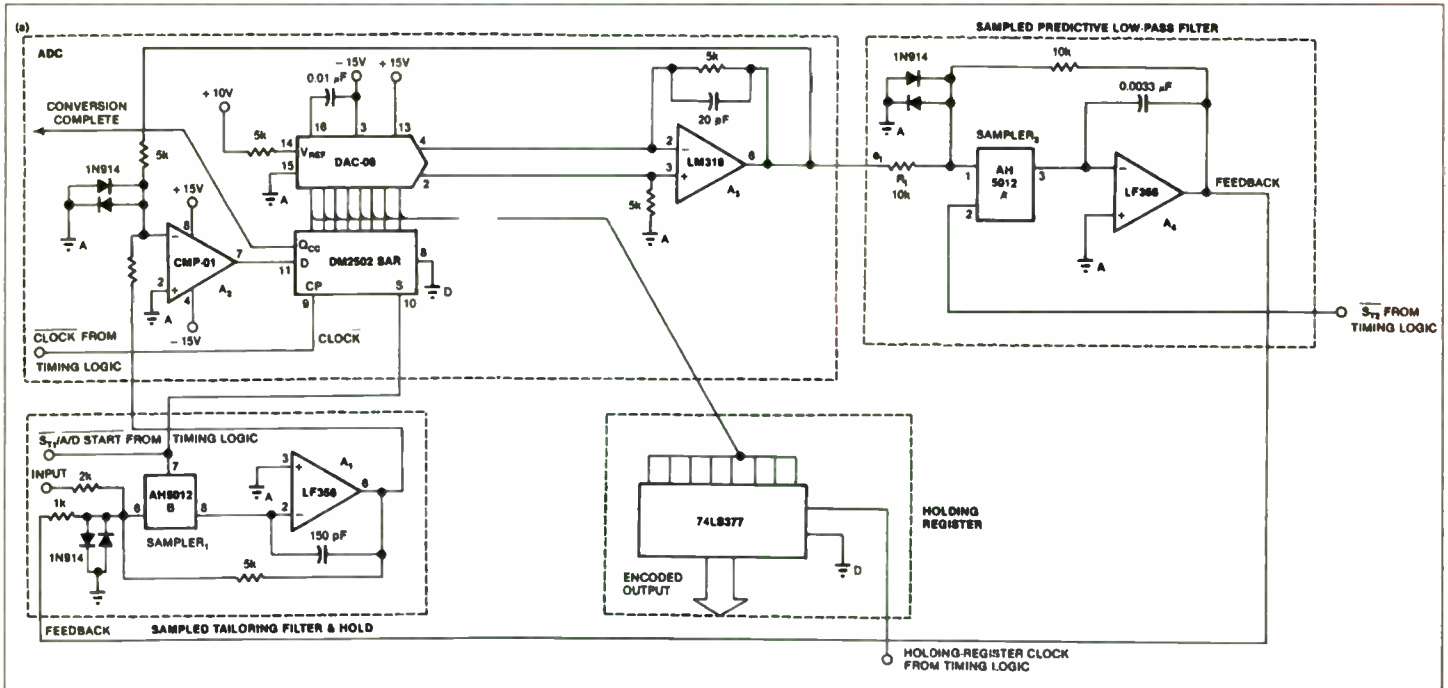 (a)
SAMPLED PREDICTIVE LOW-PASS FILTER
ADC
- 15V
+ 15V
0.01 µF
+ 10V
5k
20 pF
1N914
10k
0.0033 µF
CONVERSION
COMPLETE
16
3
13
5k
14
VREF
15
DAC-08
4
2
A
2
-
3
+
LM318
6
A3
5k
A
A
SAMPLER2
e1
R1
10k
1
AH
5012
A
3
2
-
+
LF356
A4
A
FEEDBACK
5k
1N914
+ 15V
A
8
-
CMP-01
7
2
+
4
A2
A
- 15V
QCC
D
11
DM2502 SAR
CP
S
9
10
8
D
CLOCK FROM
TIMING LOGIC
CLOCK
ST2 FROM
TIMING LOGIC
ST1/A/D START FROM TIMING LOGIC
INPUT
2k
1k
7
AH5012
B
6
8
SAMPLER1
1N914
3
+
A
2
-
LF356
A1
6
150 pF
5k
74LS377
D
HOLDING
REGISTER
ENCODED
OUTPUT
FEEDBACK
SAMPLED TAILORING FILTER & HOLD
HOLDING-REGISTER CLOCK
FROM TIMING LOGIC